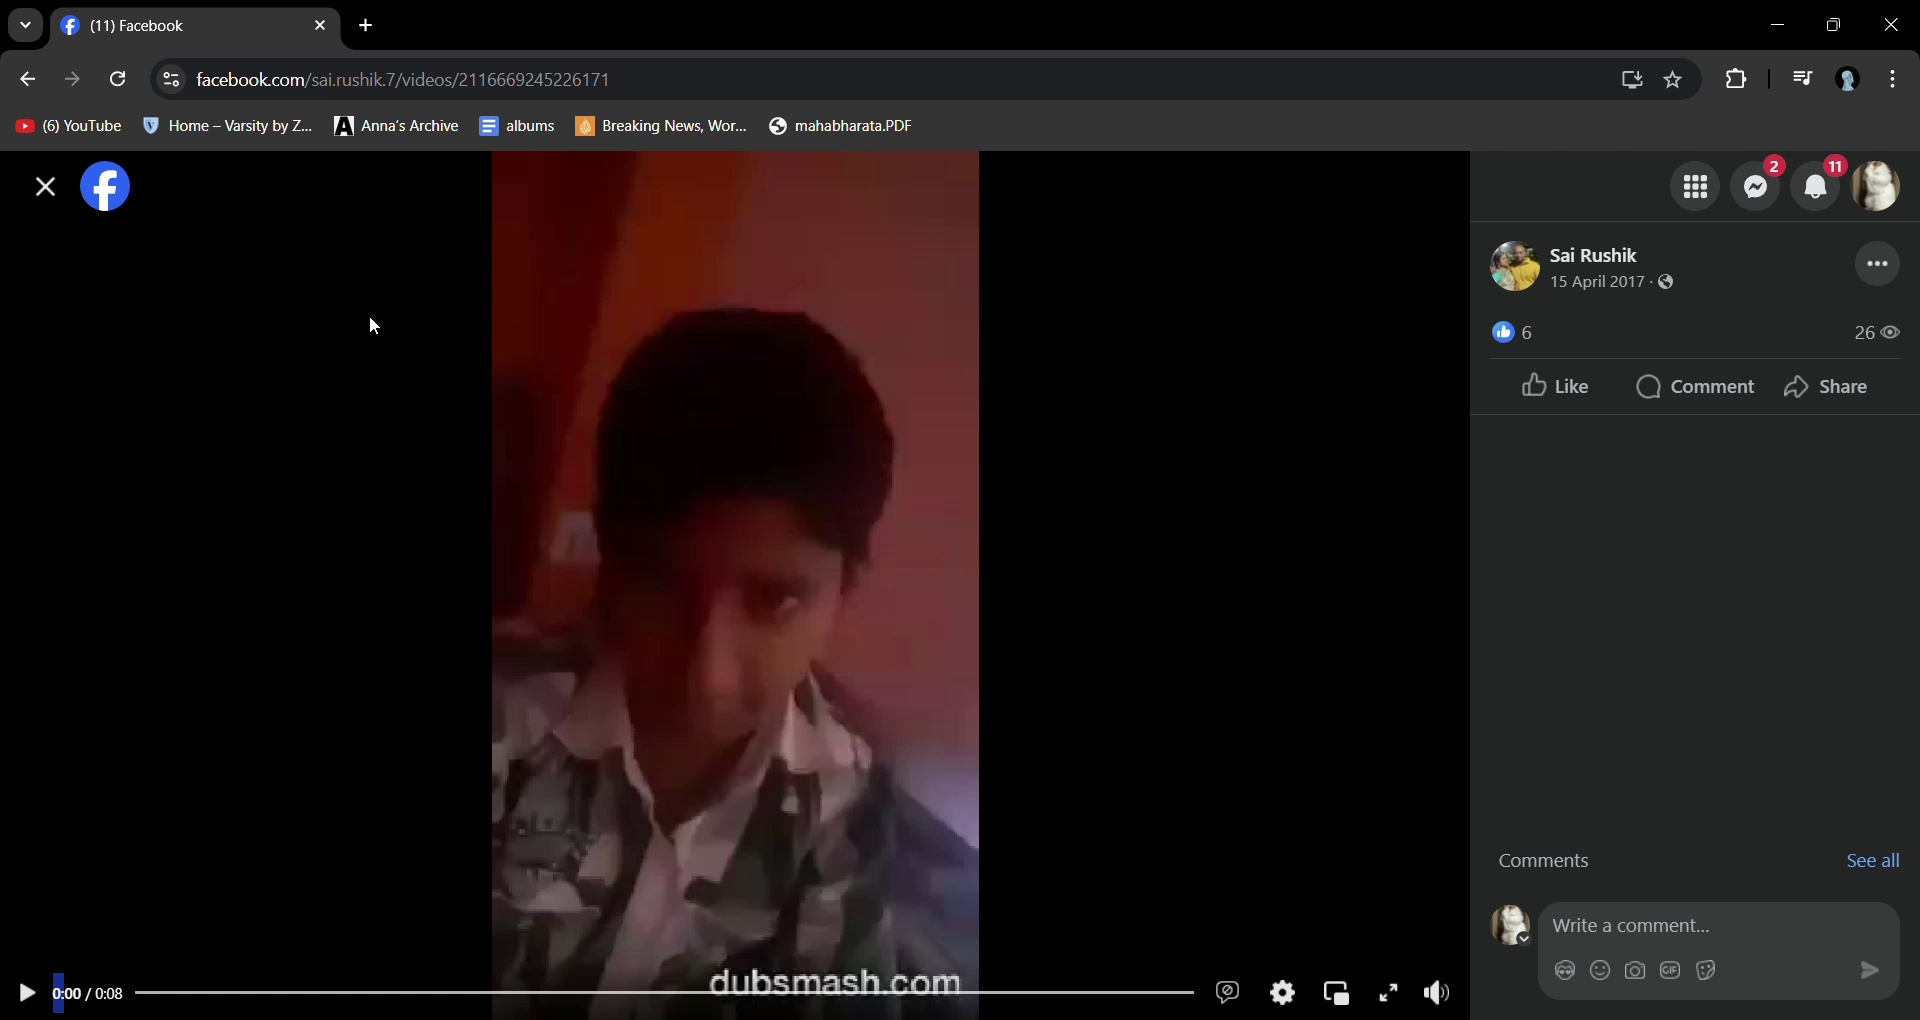 (11) Facebook
facebook.com/sai.rushik.7/videos/2116669245226171
(6) YouTube
Home – Varsity by Z...
Anna's Archive
albums
Breaking News, Wor...
mahabharata.PDF
2
11
Sai Rushik
15 April 2017 ·
6
26
Like
Comment
Share
dubsmash.com
0:00 / 0:08
Comments
See all
Write a comment...
GIF